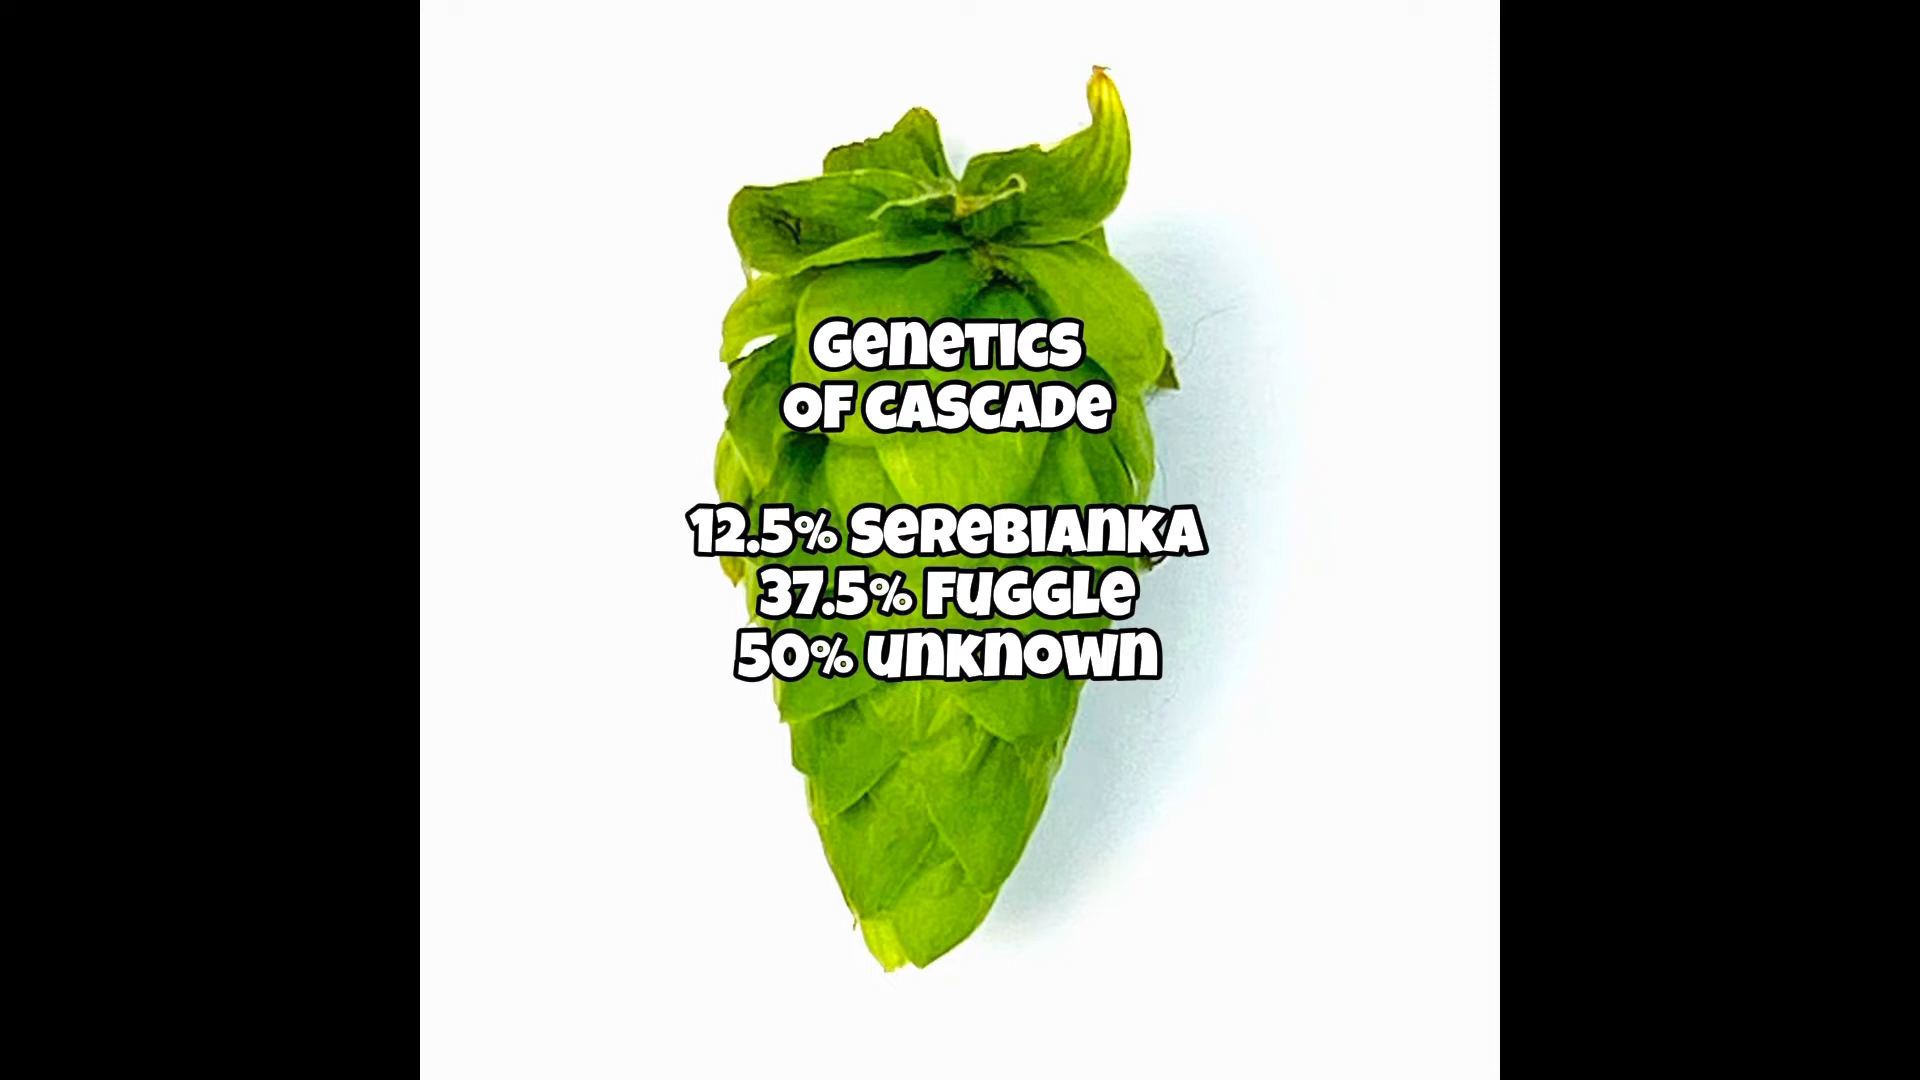 Genetics
of Cascade
12.5% Serebianka
37.5% Fuggle
50% unknown